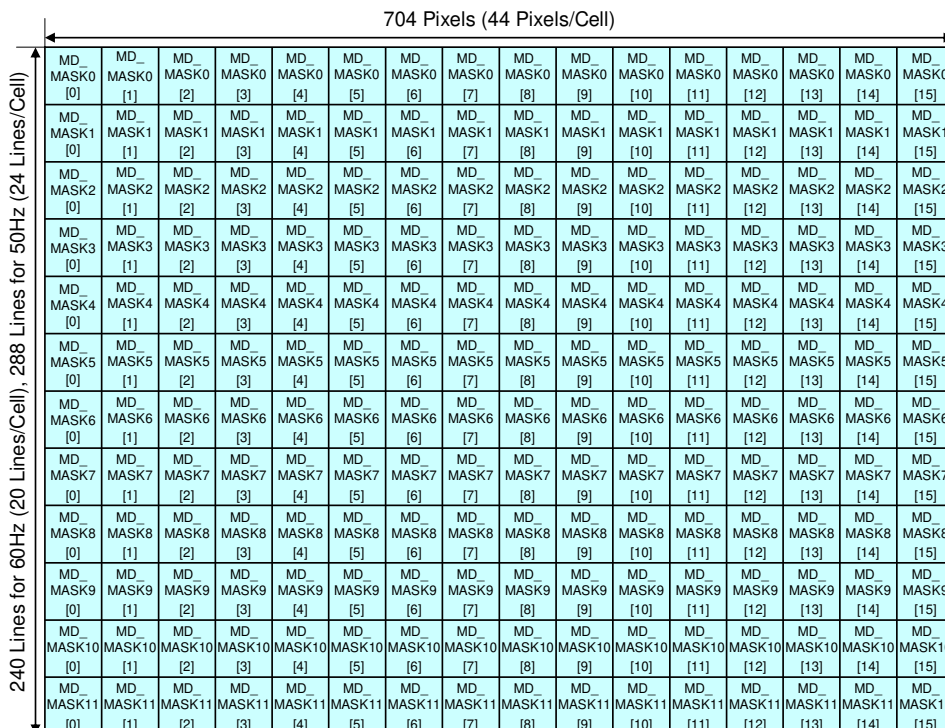 704 Pixels (44 Pixels/Cell)
240 Lines for 60Hz (20 Lines/Cell), 288 Lines for 50Hz (24 Lines/Cell)
MD_ MD_ MD_ MD_ MD_ MD_ MD_ MD_ MD_ MD_ MD_ MD_ MD_ MD_ MD_ MD_
MASK0 MASK0 MASK0 MASK0 MASK0 MASK0 MASK0 MASK0 MASK0 MASK0 MASK0 MASK0 MASK0 MASK0 MASK0 MASK0
[0] [1] [2] [3] [4] [5] [6] [7] [8] [9] [10] [11] [12] [13] [14] [15]
MD_ MD_ MD_ MD_ MD_ MD_ MD_ MD_ MD_ MD_ MD_ MD_ MD_ MD_ MD_ MD_
MASK1 MASK1 MASK1 MASK1 MASK1 MASK1 MASK1 MASK1 MASK1 MASK1 MASK1 MASK1 MASK1 MASK1 MASK1 MASK1
[0] [1] [2] [3] [4] [5] [6] [7] [8] [9] [10] [11] [12] [13] [14] [15]
MD_ MD_ MD_ MD_ MD_ MD_ MD_ MD_ MD_ MD_ MD_ MD_ MD_ MD_ MD_ MD_
MASK2 MASK2 MASK2 MASK2 MASK2 MASK2 MASK2 MASK2 MASK2 MASK2 MASK2 MASK2 MASK2 MASK2 MASK2 MASK2
[0] [1] [2] [3] [4] [5] [6] [7] [8] [9] [10] [11] [12] [13] [14] [15]
MD_ MD_ MD_ MD_ MD_ MD_ MD_ MD_ MD_ MD_ MD_ MD_ MD_ MD_ MD_ MD_
MASK3 MASK3 MASK3 MASK3 MASK3 MASK3 MASK3 MASK3 MASK3 MASK3 MASK3 MASK3 MASK3 MASK3 MASK3 MASK3
[0] [1] [2] [3] [4] [5] [6] [7] [8] [9] [10] [11] [12] [13] [14] [15]
MD_ MD_ MD_ MD_ MD_ MD_ MD_ MD_ MD_ MD_ MD_ MD_ MD_ MD_ MD_ MD_
MASK4 MASK4 MASK4 MASK4 MASK4 MASK4 MASK4 MASK4 MASK4 MASK4 MASK4 MASK4 MASK4 MASK4 MASK4 MASK4
[0] [1] [2] [3] [4] [5] [6] [7] [8] [9] [10] [11] [12] [13] [14] [15]
MD_ MD_ MD_ MD_ MD_ MD_ MD_ MD_ MD_ MD_ MD_ MD_ MD_ MD_ MD_ MD_
MASK5 MASK5 MASK5 MASK5 MASK5 MASK5 MASK5 MASK5 MASK5 MASK5 MASK5 MASK5 MASK5 MASK5 MASK5 MASK5
[0] [1] [2] [3] [4] [5] [6] [7] [8] [9] [10] [11] [12] [13] [14] [15]
MD_ MD_ MD_ MD_ MD_ MD_ MD_ MD_ MD_ MD_ MD_ MD_ MD_ MD_ MD_ MD_
MASK6 MASK6 MASK6 MASK6 MASK6 MASK6 MASK6 MASK6 MASK6 MASK6 MASK6 MASK6 MASK6 MASK6 MASK6 MASK6
[0] [1] [2] [3] [4] [5] [6] [7] [8] [9] [10] [11] [12] [13] [14] [15]
MD_ MD_ MD_ MD_ MD_ MD_ MD_ MD_ MD_ MD_ MD_ MD_ MD_ MD_ MD_ MD_
MASK7 MASK7 MASK7 MASK7 MASK7 MASK7 MASK7 MASK7 MASK7 MASK7 MASK7 MASK7 MASK7 MASK7 MASK7 MASK7
[0] [1] [2] [3] [4] [5] [6] [7] [8] [9] [10] [11] [12] [13] [14] [15]
MD_ MD_ MD_ MD_ MD_ MD_ MD_ MD_ MD_ MD_ MD_ MD_ MD_ MD_ MD_ MD_
MASK8 MASK8 MASK8 MASK8 MASK8 MASK8 MASK8 MASK8 MASK8 MASK8 MASK8 MASK8 MASK8 MASK8 MASK8 MASK8
[0] [1] [2] [3] [4] [5] [6] [7] [8] [9] [10] [11] [12] [13] [14] [15]
MD_ MD_ MD_ MD_ MD_ MD_ MD_ MD_ MD_ MD_ MD_ MD_ MD_ MD_ MD_ MD_
MASK9 MASK9 MASK9 MASK9 MASK9 MASK9 MASK9 MASK9 MASK9 MASK9 MASK9 MASK9 MASK9 MASK9 MASK9 MASK9
[0] [1] [2] [3] [4] [5] [6] [7] [8] [9] [10] [11] [12] [13] [14] [15]
MD_ MD_ MD_ MD_ MD_ MD_ MD_ MD_ MD_ MD_ MD_ MD_ MD_ MD_ MD_ MD_
MASK10 MASK10 MASK10 MASK10 MASK10 MASK10 MASK10 MASK10 MASK10 MASK10 MASK10 MASK10 MASK10 MASK10 MASK10 MASK10
[0] [1] [2] [3] [4] [5] [6] [7] [8] [9] [10] [11] [12] [13] [14] [15]
MD_ MD_ MD_ MD_ MD_ MD_ MD_ MD_ MD_ MD_ MD_ MD_ MD_ MD_ MD_ MD_
MASK11 MASK11 MASK11 MASK11 MASK11 MASK11 MASK11 MASK11 MASK11 MASK11 MASK11 MASK11 MASK11 MASK11 MASK11 MASK1
[0] [1] [2] [3] [4] [5] [6] [7] [8] [9] [10] [11] [12] [13] [14] [15]